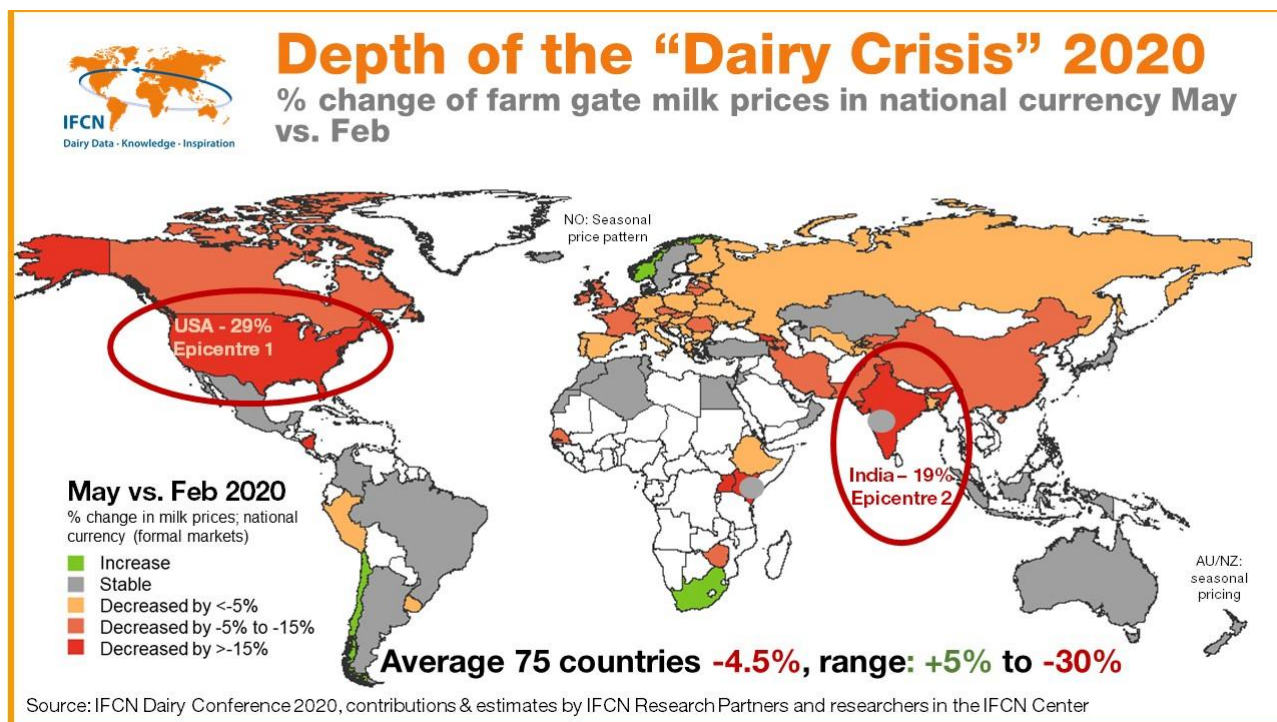 IFCN
Dairy Data - Knowledge - Inspiration
Depth of the “Dairy Crisis” 2020
% change of farm gate milk prices in national currency May
vs. Feb
NO: Seasonal
price pattern
USA - 29%
Epicentre 1
India – 19%
Epicentre 2
May vs. Feb 2020
% change in milk prices; national
currency (formal markets)
Increase
Stable
Decreased by <-5%
Decreased by -5% to -15%
Decreased by >-15%
AU/NZ:
seasonal
pricing
Average 75 countries -4.5%, range: +5% to -30%
Source: IFCN Dairy Conference 2020, contributions & estimates by IFCN Research Partners and researchers in the IFCN Center